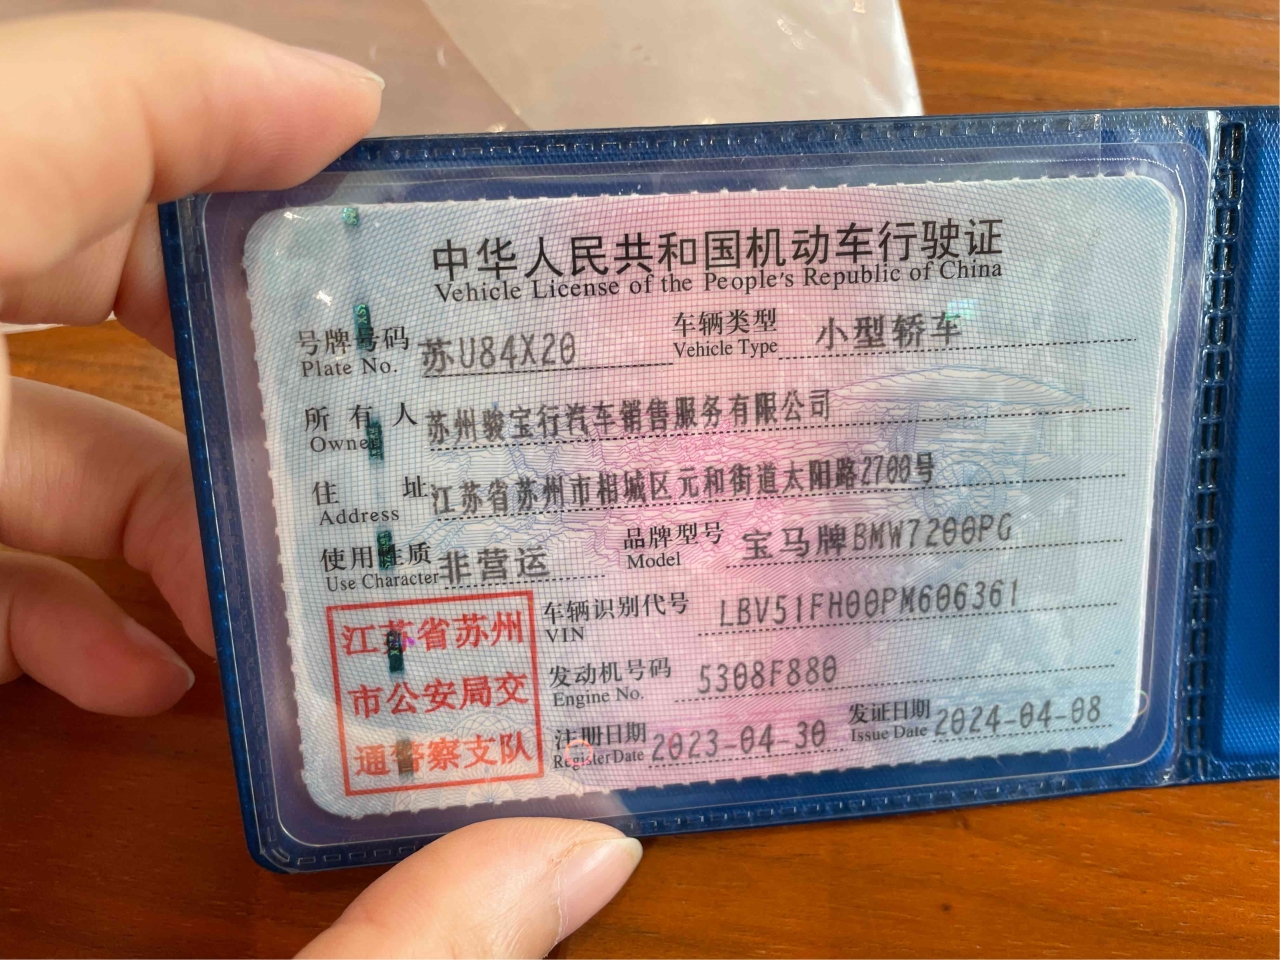 中华人民共和国机动车行驶证
Vehicle License of the People's Republic of China
号牌号码 苏U84X20 车辆类型 小型轿车
Plate No. Vehicle Type
所有人 苏州骏宝行汽车销售服务有限公司
Owner
住址 江苏省苏州市相城区元和街道太阳路2700号
Address
使用性质 非营运 品牌型号 宝马牌BMW7200PG
Use Character Model
江苏省苏州
市公安局交
通警察支队
车辆识别代号 LBV51FH00PM606361
VIN
发动机号码 5308F880
Engine No.
注册日期 2023-04-30 发证日期 2024-04-08
Register Date Issue Date